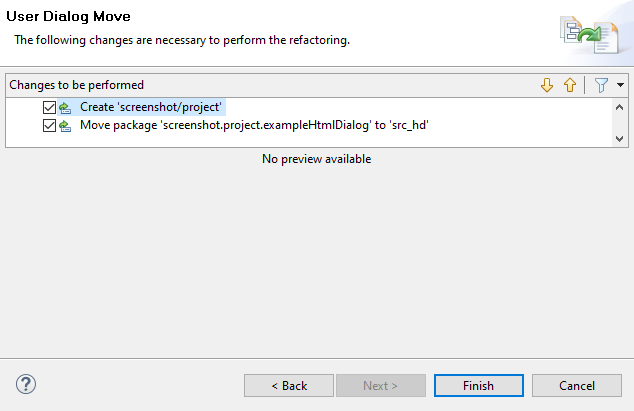 User Dialog Move
The following changes are necessary to perform the refactoring.
Changes to be performed
Create 'screenshot/project'
Move package 'screenshot.project.exampleHtmlDialog' to 'src_hd'
No preview available
?
< Back
Next >
Finish
Cancel